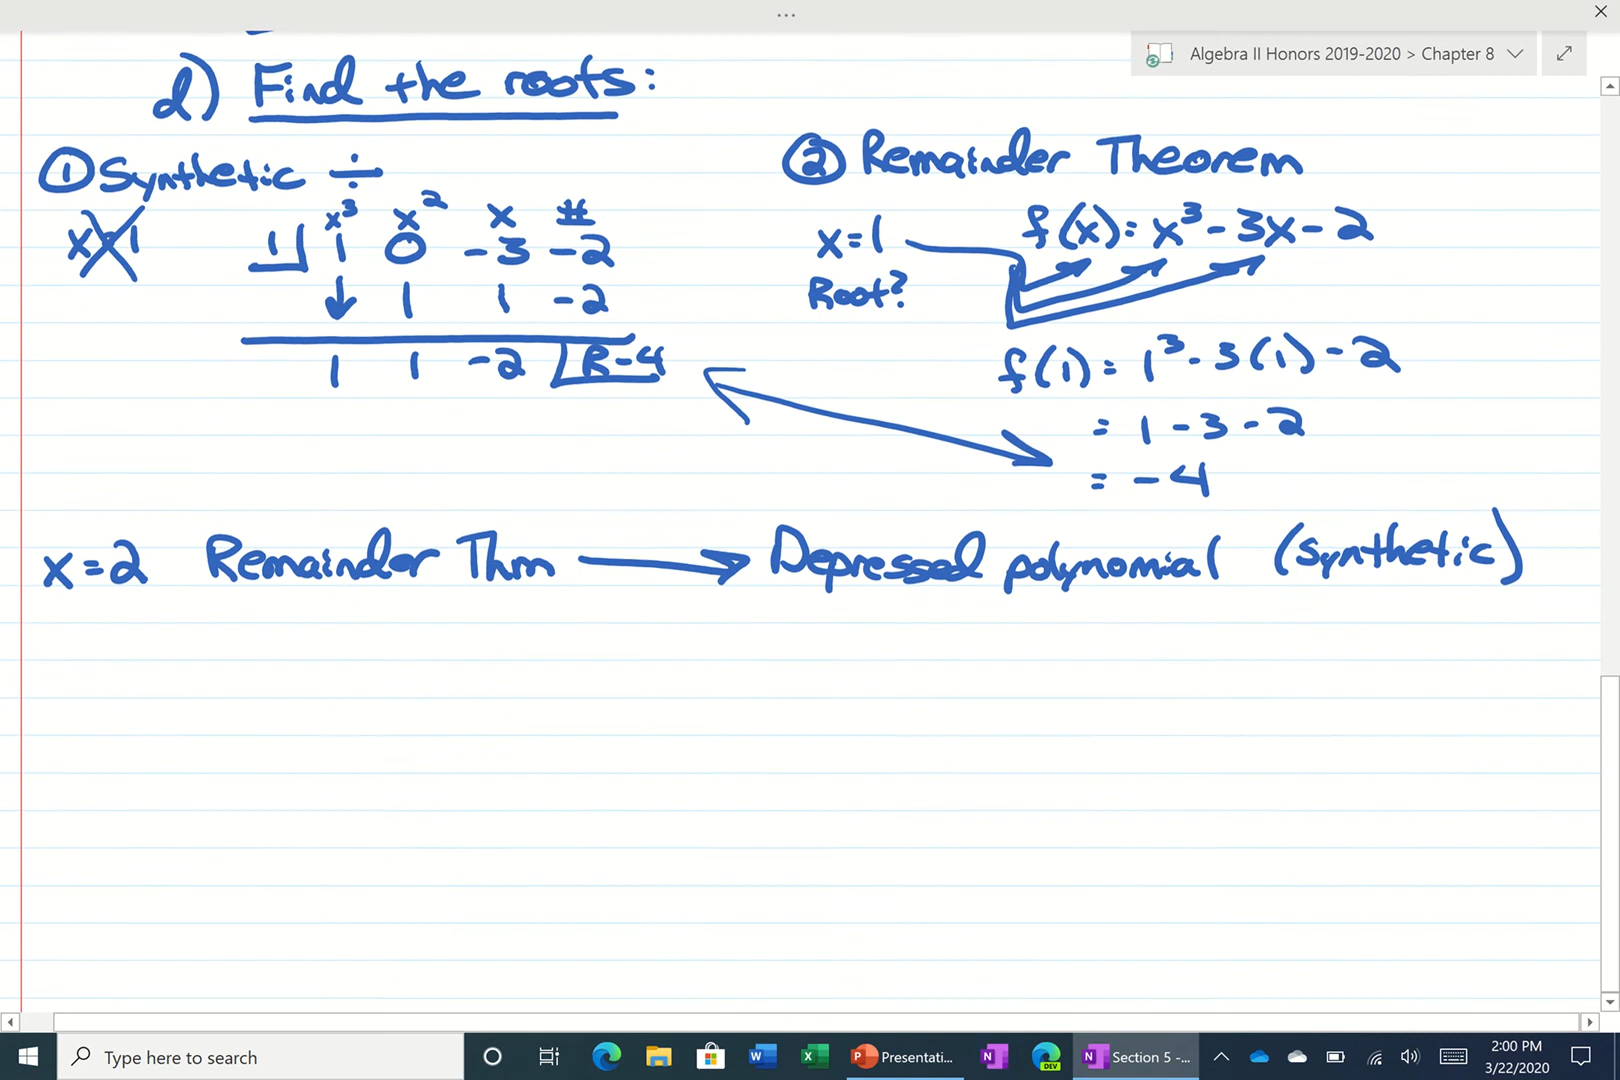 ...
Algebra II Honors 2019-2020 > Chapter 8
d) Find the roots:
① Synthetic ÷
x³ x² x #
x=1 1 1 0 -3 -2
1 1 -2
1 1 -2 R-4
② Remainder Theorem
x=1 f(x) = x³ - 3x - 2
Root?
f(1) = 1³ - 3(1) - 2
= 1 - 3 - 2
= -4
x=2 Remainder Thm → Depressed polynomial (synthetic)
Type here to search
Presentati...
DEV
Section 5 -...
2:00 PM
3/22/2020